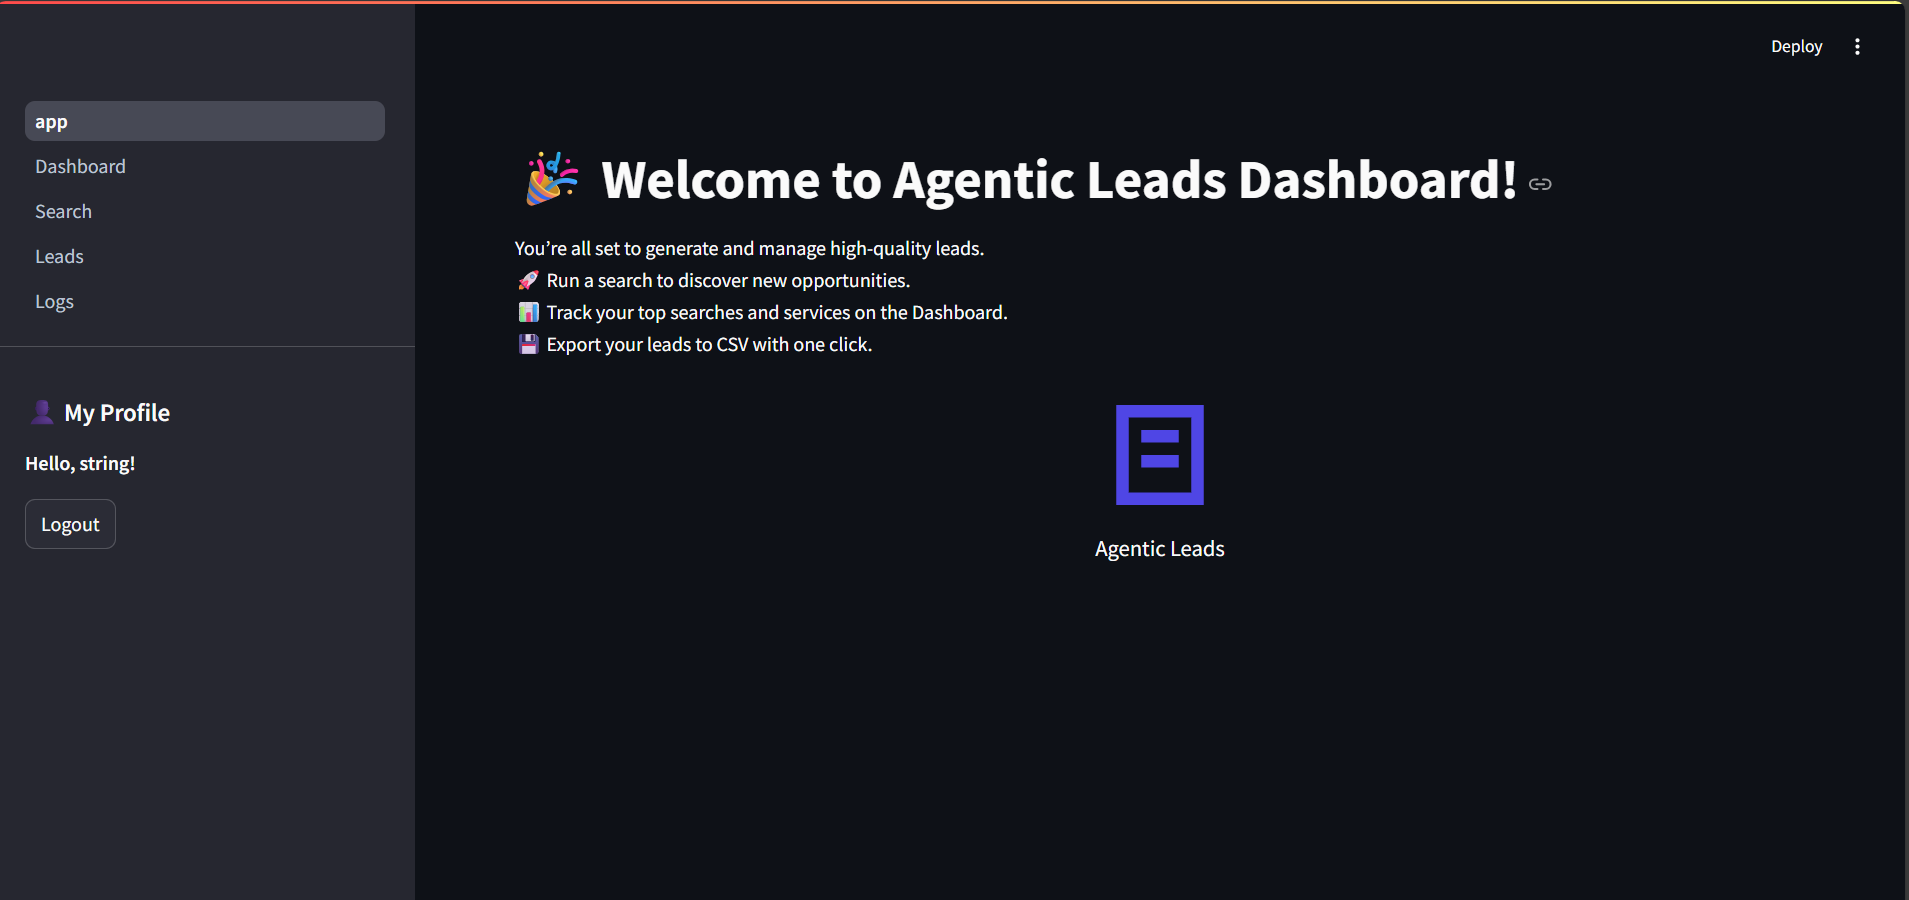 app
Dashboard
Search
Leads
Logs
👤 My Profile
Hello, string!
Logout
Deploy
🎉 Welcome to Agentic Leads Dashboard!
You’re all set to generate and manage high-quality leads.
🚀 Run a search to discover new opportunities.
📊 Track your top searches and services on the Dashboard.
💾 Export your leads to CSV with one click.
Agentic Leads